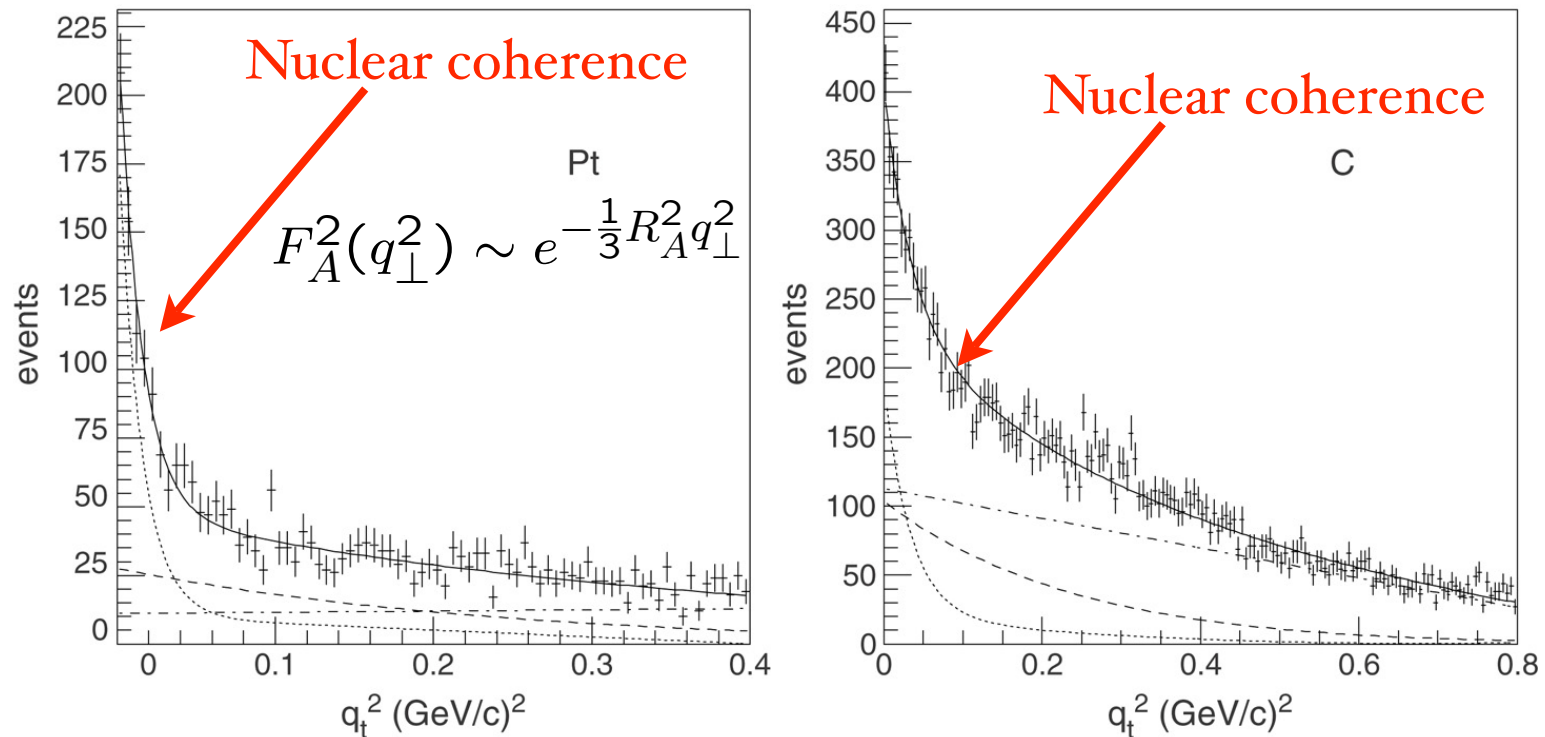 Nuclear coherence
Pt
F_A^2(q_⊥^2) ∼ e^{-\frac{1}{3}R_A^2 q_⊥^2}
225
200
175
150
125
100
75
50
25
0
events
0 0.1 0.2 0.3 0.4
q_t^2 (GeV/c)^2
Nuclear coherence
C
450
400
350
300
250
200
150
100
50
0
events
0 0.2 0.4 0.6 0.8
q_t^2 (GeV/c)^2